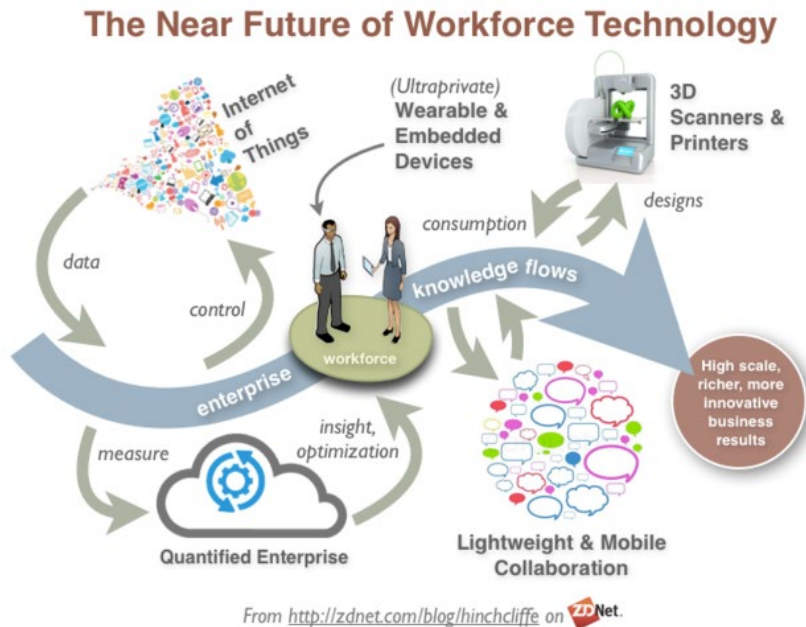 The Near Future of Workforce Technology
Internet
of
Things
(Ultraprivate)
Wearable &
Embedded
Devices
3D
Scanners &
Printers
data
control
consumption
designs
knowledge flows
enterprise
workforce
High scale,
richer, more
innovative
business
results
measure
insight,
optimization
Quantified Enterprise
Lightweight & Mobile
Collaboration
From http://zdnet.com/blog/hinchcliffe on ZDNet.